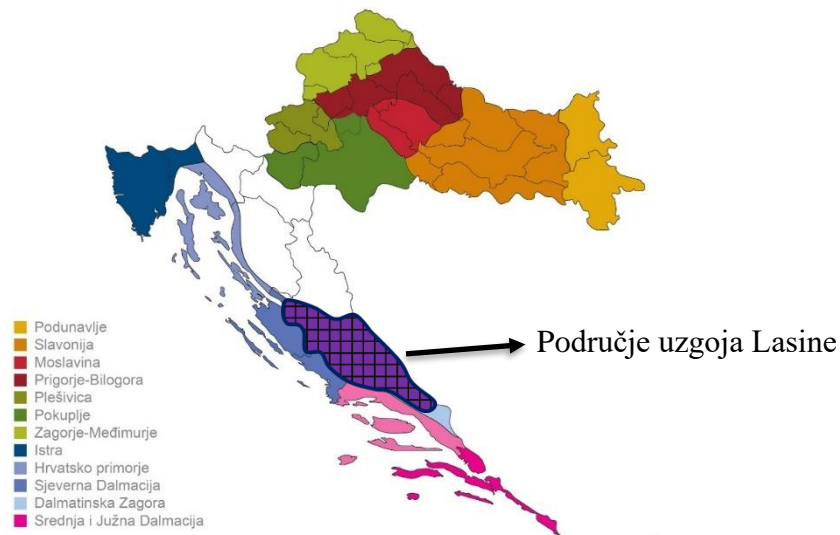 Područje uzgoja Lasine
Podunavlje
Slavonija
Moslavina
Prigorje-Bilogora
Plešivica
Pokuplje
Zagorje-Međimurje
Istra
Hrvatsko primorje
Sjeverna Dalmacija
Dalmatinska Zagora
Srednja i Južna Dalmacija